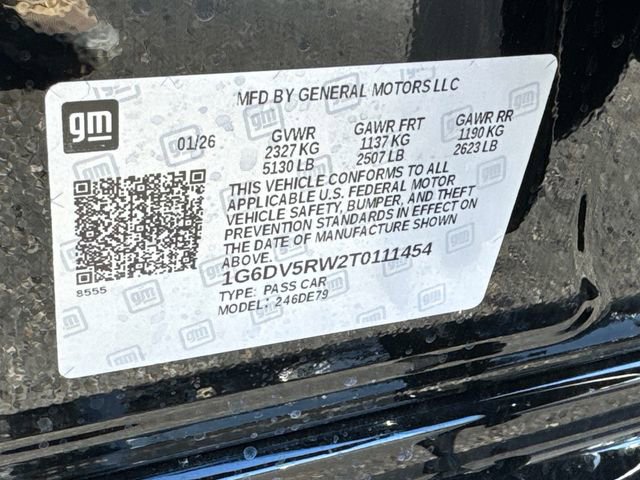 MFD BY GENERAL MOTORS LLC
gm
01/26
GVWR
2327 KG
5130 LB
GAWR FRT
1137 KG
2507 LB
GAWR RR
1190 KG
2623 LB
THIS VEHICLE CONFORMS TO ALL
APPLICABLE U.S. FEDERAL MOTOR
VEHICLE SAFETY, BUMPER, AND THEFT
PREVENTION STANDARDS IN EFFECT ON
THE DATE OF MANUFACTURE SHOWN
ABOVE.
1G6DV5RW2T0111454
TYPE: PASS CAR
MODEL: 246DE79
8555